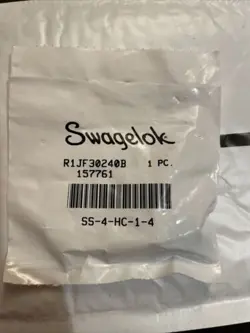 Swagelok
R1JF30240B 1 PC.
157761
SS-4-HC-1-4